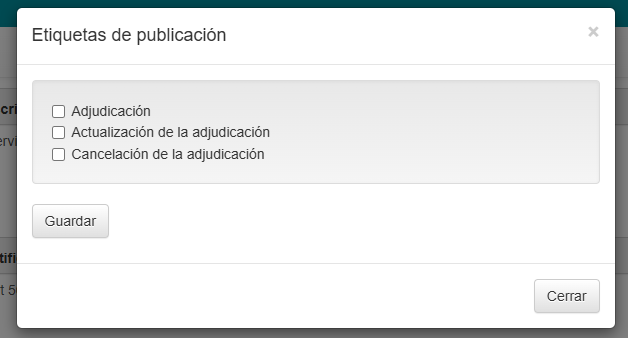 Etiquetas de publicación
×
Adjudicación
Actualización de la adjudicación
Cancelación de la adjudicación
Guardar
Cerrar